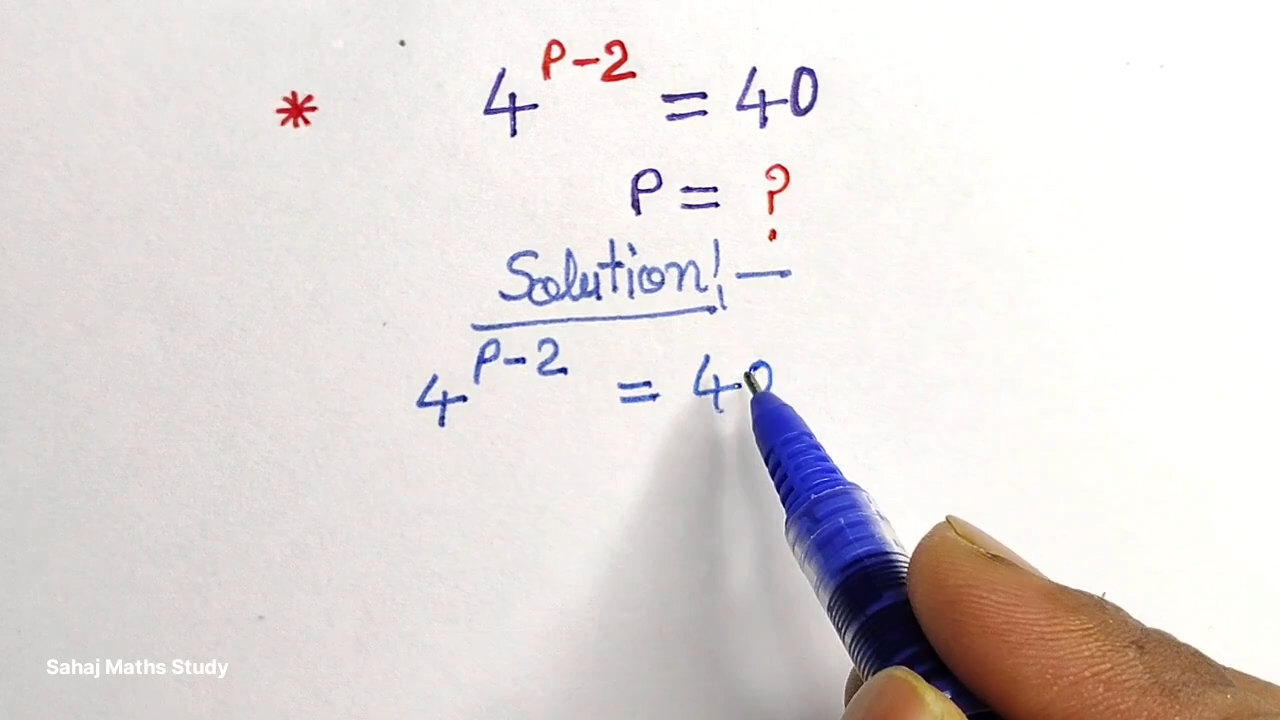 * 4^{P-2} = 40
P = ?
Solution! —
4^{P-2} = 40
Sahaj Maths Study